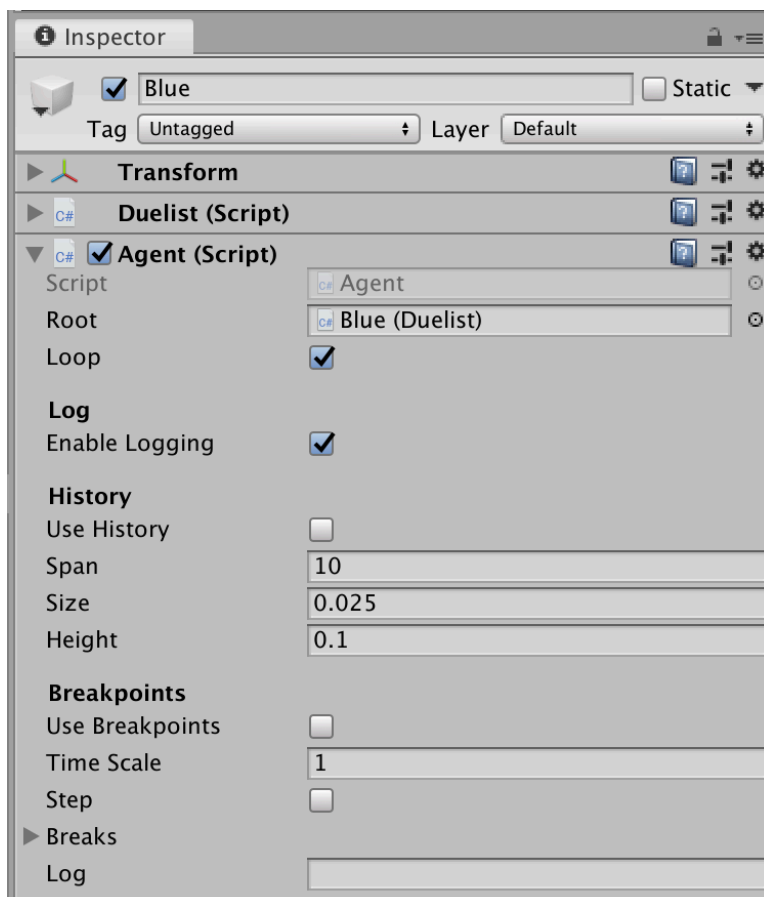 Inspector
Blue Static
Tag Untagged Layer Default
Transform
C# Duelist (Script)
C# Agent (Script)
Script C# Agent
Root C# Blue (Duelist)
Loop
Log
Enable Logging
History
Use History
Span 10
Size 0.025
Height 0.1
Breakpoints
Use Breakpoints
Time Scale 1
Step
Breaks
Log